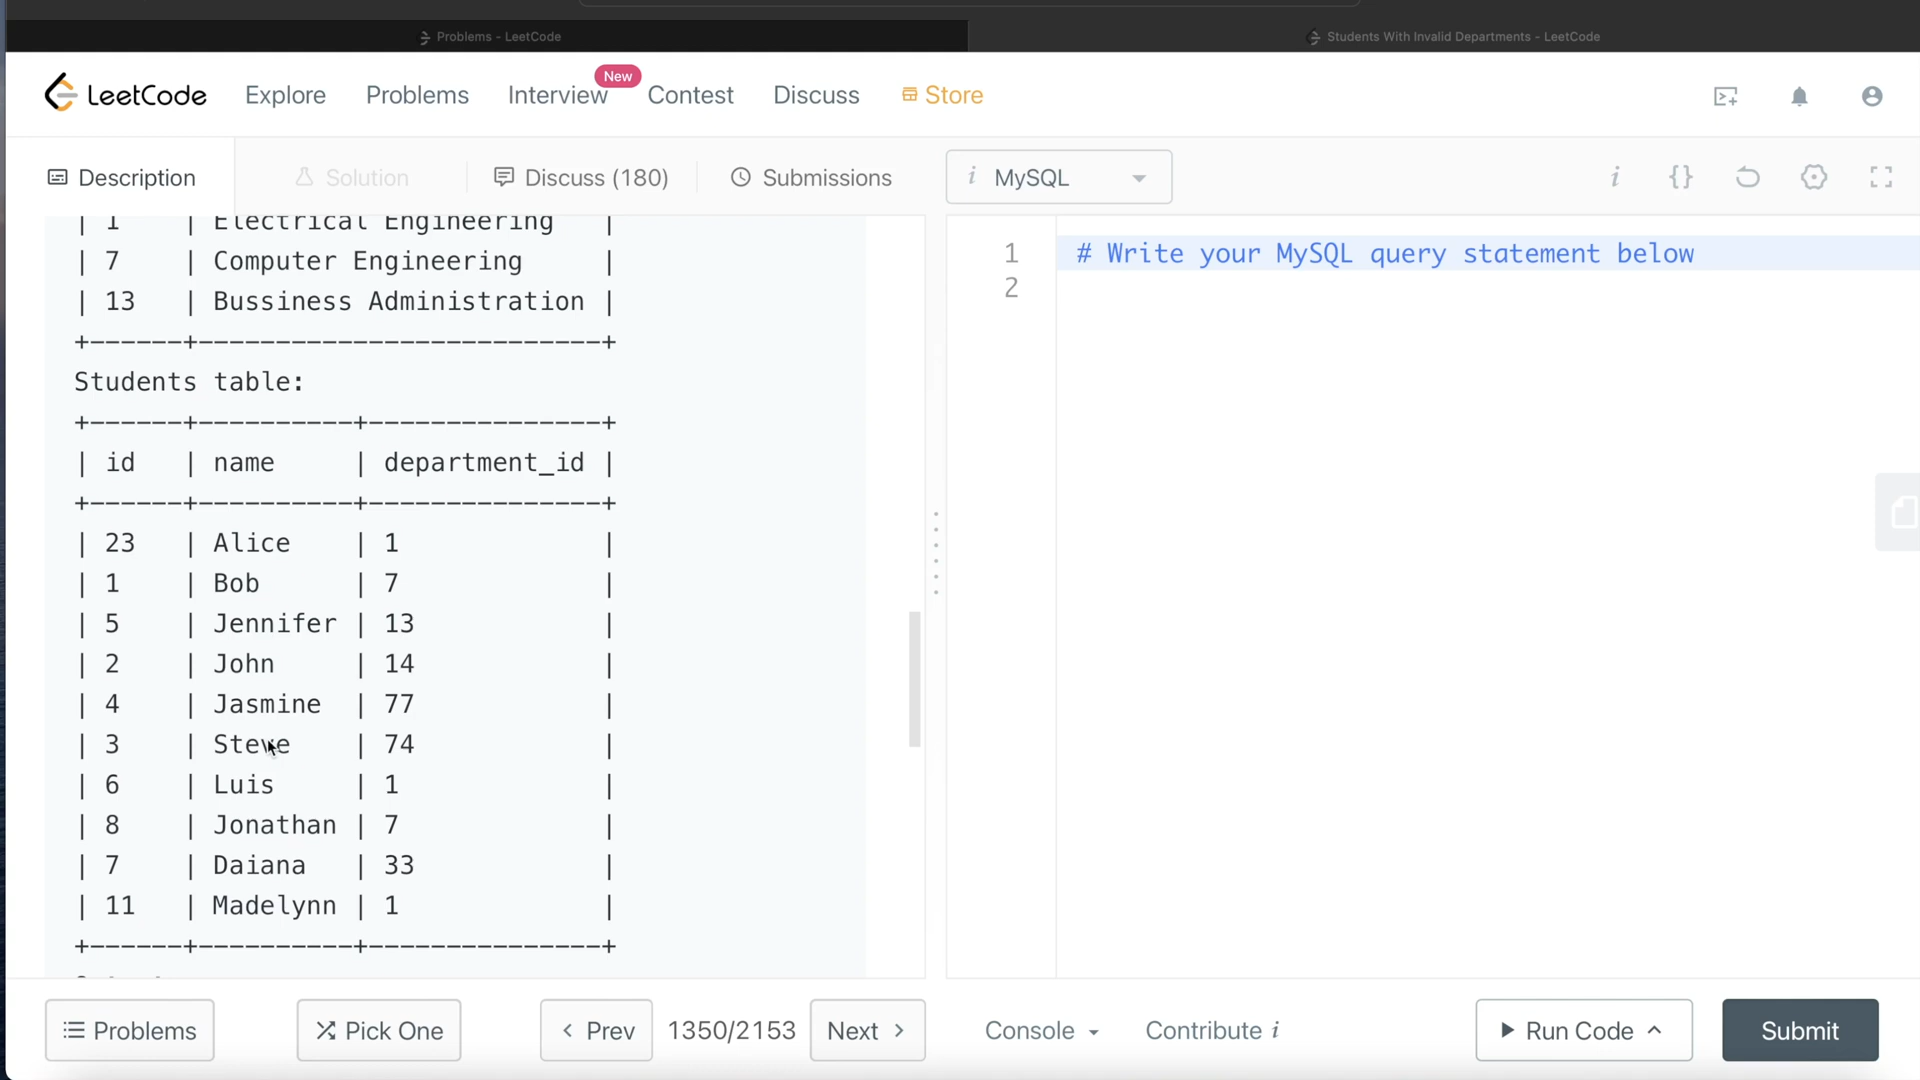 Problems - LeetCode
Students With Invalid Departments - LeetCode
LeetCode Explore Problems Interview New Contest Discuss Store
Description Solution Discuss (180) Submissions i MySQL i {}
| 1 | Electrical Engineering |
| 7 | Computer Engineering |
| 13 | Bussiness Administration |
+------+--------------------------+
Students table:
+------+----------+---------------+
| id | name | department_id |
+------+----------+---------------+
| 23 | Alice | 1 |
| 1 | Bob | 7 |
| 5 | Jennifer | 13 |
| 2 | John | 14 |
| 4 | Jasmine | 77 |
| 3 | Steve | 74 |
| 6 | Luis | 1 |
| 8 | Jonathan | 7 |
| 7 | Daiana | 33 |
| 11 | Madelynn | 1 |
+------+----------+---------------+
1 # Write your MySQL query statement below
2
Problems Pick One Prev 1350/2153 Next Console Contribute i Run Code Submit